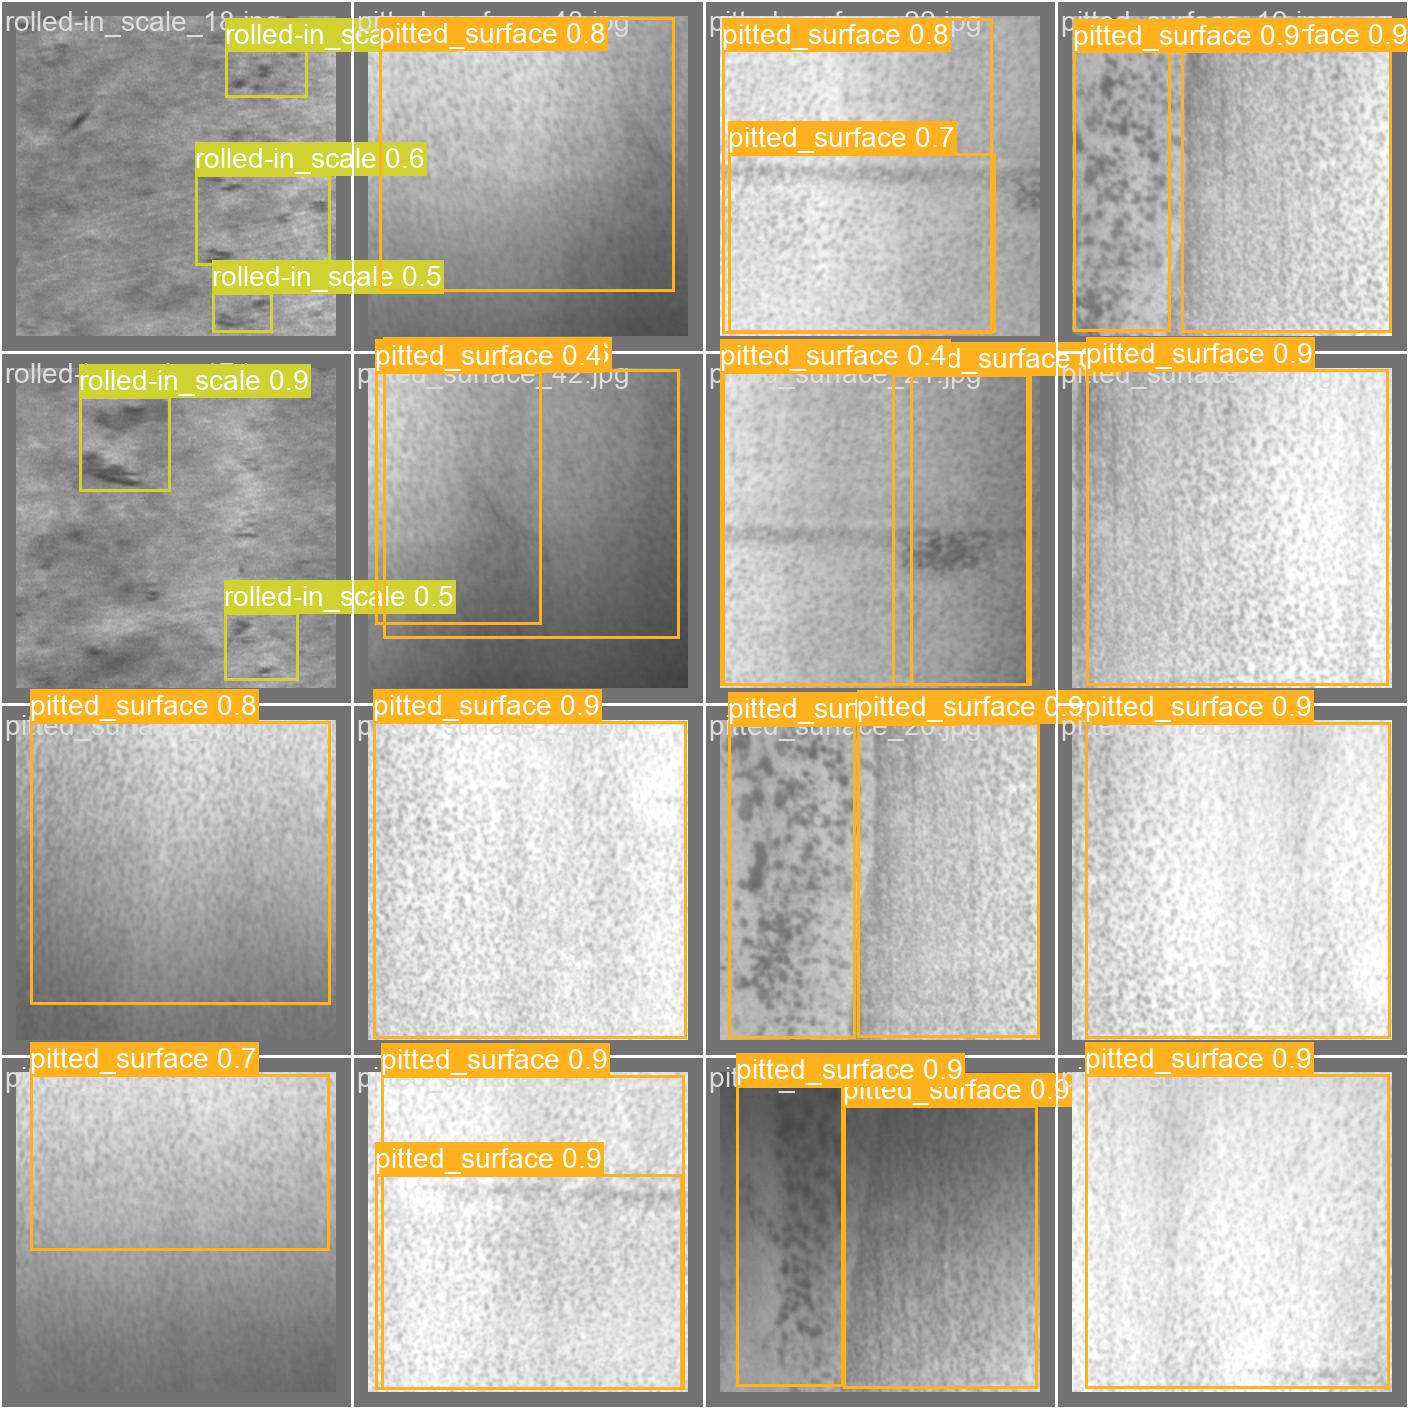 rolled-in_scale_18.jpg
rolled-in_sca
pitted_surface 0.8
pitted_surface 0.8
pitted_surface 0.9
face 0.9
pitted_surface 0.7
rolled-in_scale 0.6
rolled-in_scale 0.5
rolled-in_scale 0.9
pitted_surface 0.4
pitted_surface_42.jpg
pitted_surface 0.4
d_surface
pitted_surface 0.9
rolled-in_scale 0.5
pitted_surface 0.8
pitted_surface 0.9
pitted_surf
pitted_surface 0.9
pitted_surface_20.jpg
pitted_surface 0.9
pitted_surface 0.7
pitted_surface 0.9
pitted_surface 0.9
pitted_surface 0.9
pitted_surface 0.9
pitted_surface 0.9